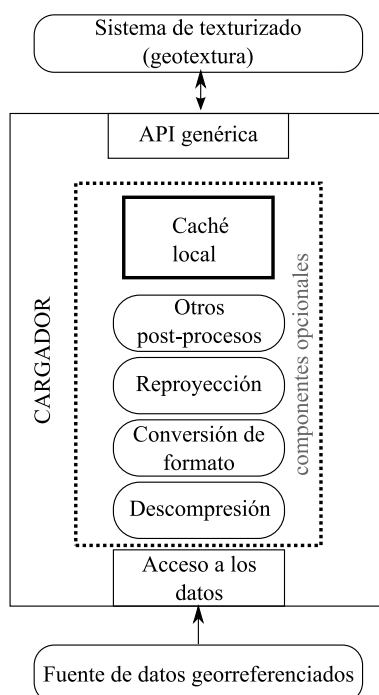 Sistema de texturizado
(geotextura)
API genérica
CARGADOR
Caché
local
Otros
post-procesos
Reproyección
Conversión de
formato
Descompresión
componentes opcionales
Acceso a los
datos
Fuente de datos georreferenciados